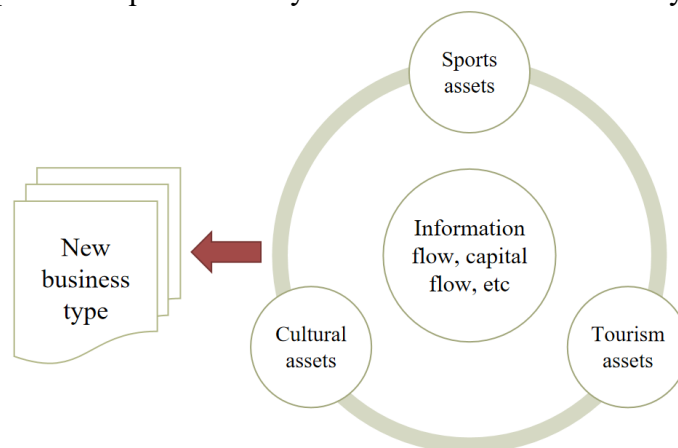 Sports
assets
Information
flow, capital
flow, etc
New
business
type
Cultural
assets
Tourism
assets